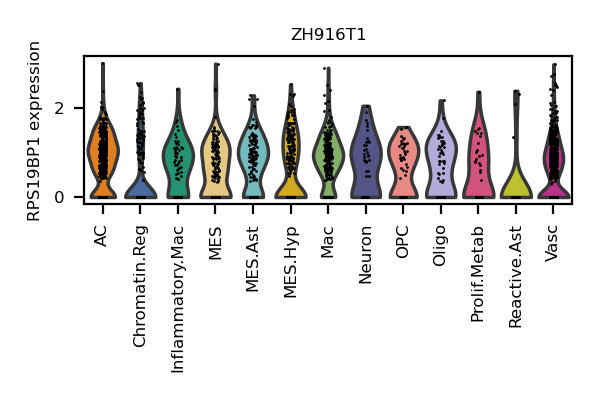 ZH916T1
RPS19BP1 expression
2
0
AC
Chromatin.Reg
Inflammatory.Mac
MES
MES.Ast
MES.Hyp
Mac
Neuron
OPC
Oligo
Prolif.Metab
Reactive.Ast
Vasc